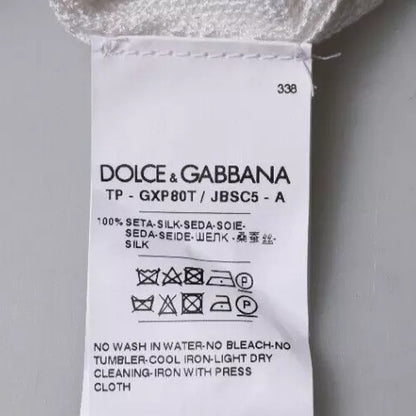 338
DOLCE & GABBANA
TP - GXP80T / JBSC5 - A
100% SETA-SILK-SEDA-SOIE-
SEDA-SEIDE-ШЕЛК-桑蚕丝-
SILK
P
P
NO WASH IN WATER-NO BLEACH-NO
TUMBLER-COOL IRON-LIGHT DRY
CLEANING-IRON WITH PRESS
CLOTH